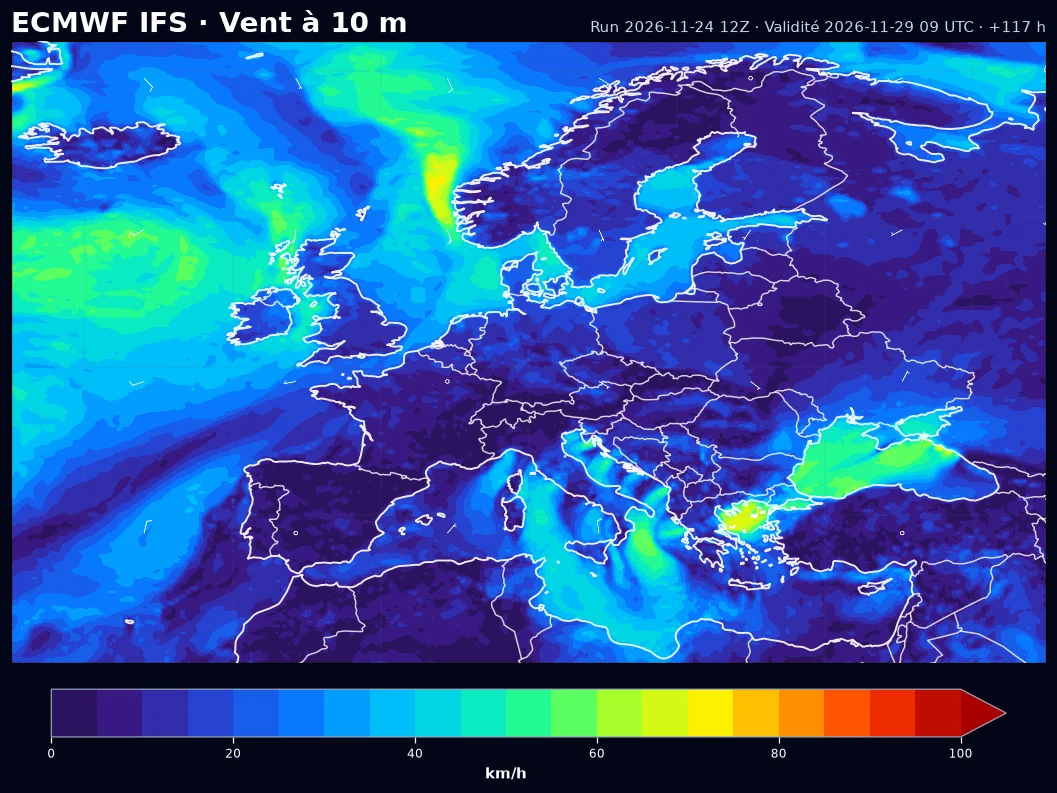 ECMWF IFS · Vent à 10 m
Run 2026-11-24 12Z · Validité 2026-11-29 09 UTC · +117 h
0 20 40 60 80 100
km/h